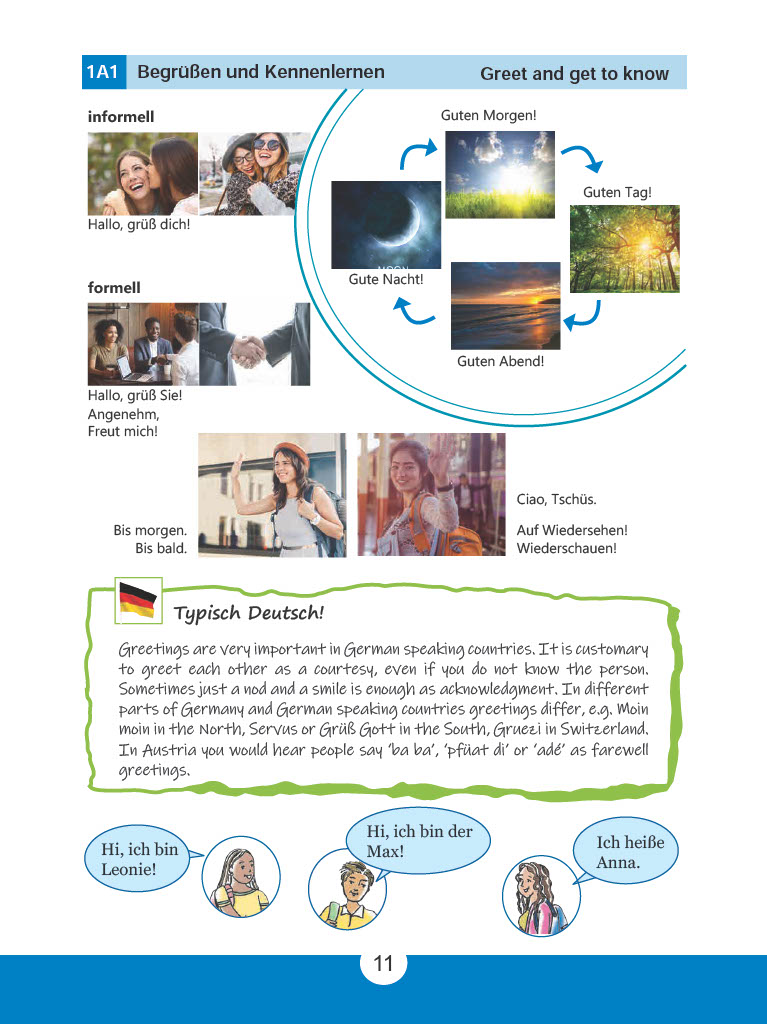 1A1 Begrüßen und Kennenlernen Greet and get to know
informell
Hallo, grüß dich!
Guten Morgen!
Guten Tag!
MOON
Gute Nacht!
Guten Abend!
formell
Hallo, grüß Sie!
Angenehm,
Freut mich!
Bis morgen.
Bis bald.
Ciao, Tschüs.
Auf Wiedersehen!
Wiederschauen!
Typisch Deutsch!
Greetings are very important in German speaking countries. It is customary
to greet each other as a courtesy, even if you do not know the person.
Sometimes just a nod and a smile is enough as acknowledgment. In different
parts of Germany and German speaking countries greetings differ, e.g. Moin
moin in the North, Servus or Grüß Gott in the South, Gruezi in Switzerland.
In Austria you would hear people say ‘ba ba’, ‘pfüat di’ or ‘adé’ as farewell
greetings.
Hi, ich bin
Leonie!
Hi, ich bin der
Max!
Ich heiße
Anna.
11